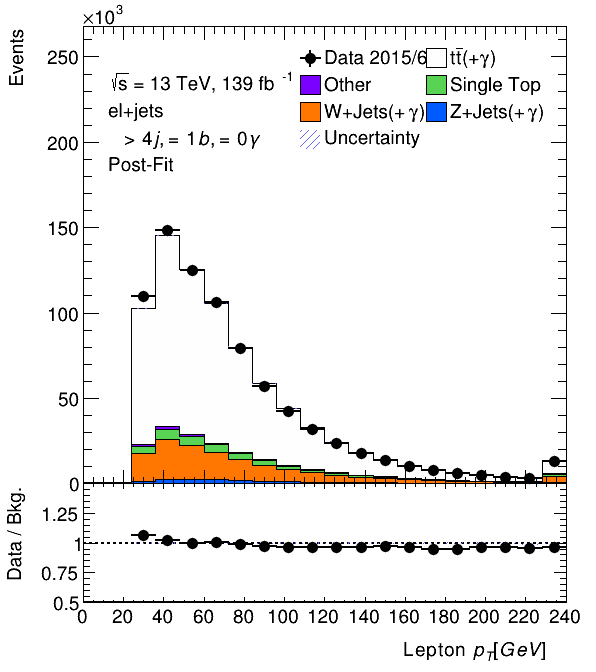 ×10³
Events
250
200
150
100
50
0
√s = 13 TeV, 139 fb⁻¹
el+jets
> 4j, = 1b, = 0γ
Post-Fit
Data 2015/6
tt̄(+γ)
Other
Single Top
W+Jets(+γ)
Z+Jets(+γ)
Uncertainty
Data / Bkg.
1.25
1
0.75
0.5
0 20 40 60 80 100 120 140 160 180 200 220 240
Lepton p_T[GeV]